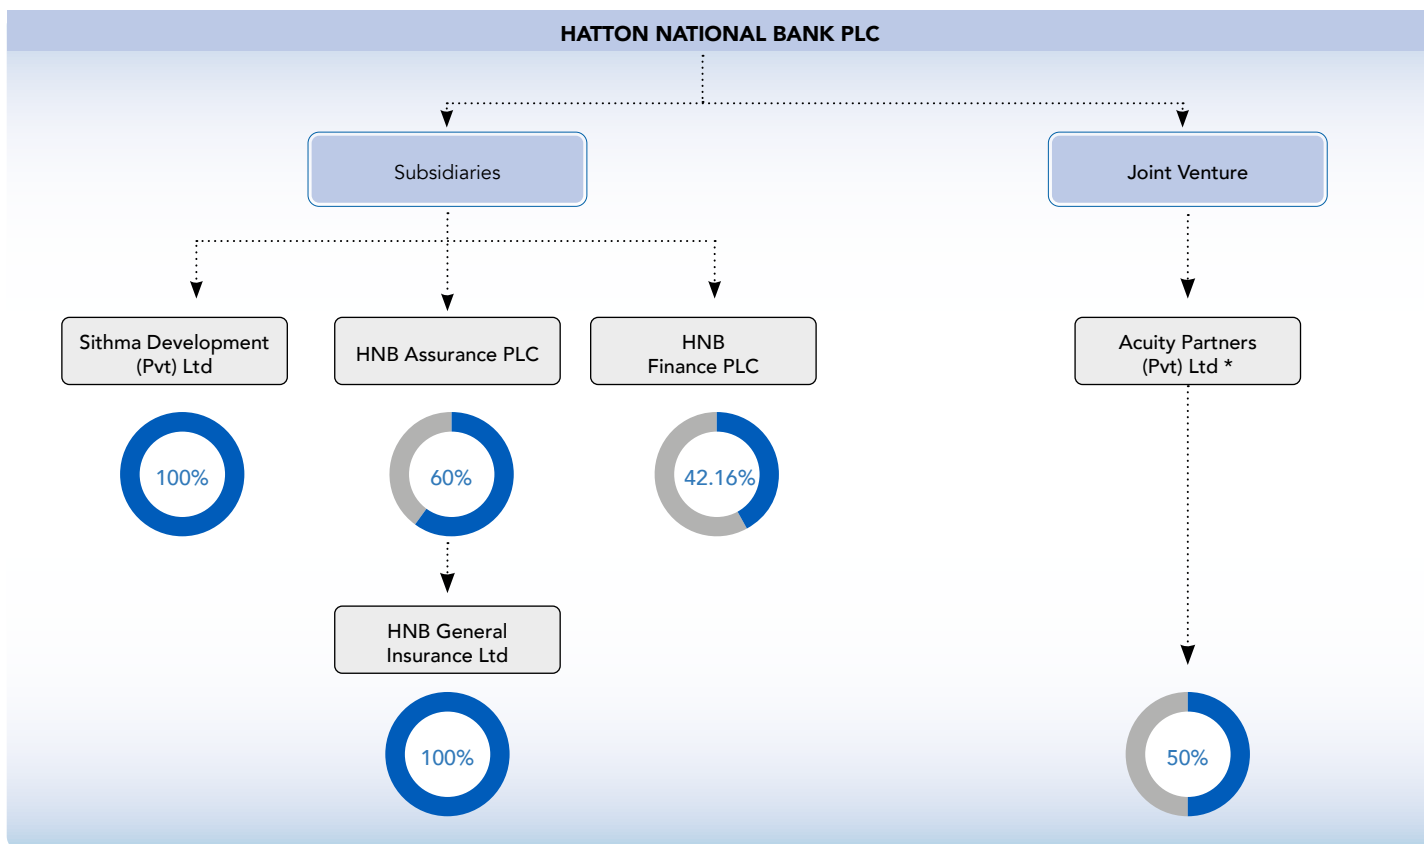 HATTON NATIONAL BANK PLC
Subsidiaries
Joint Venture
Sithma Development
(Pvt) Ltd
HNB Assurance PLC
HNB
Finance PLC
Acuity Partners
(Pvt) Ltd *
100%
60%
42.16%
HNB General
Insurance Ltd
100%
50%